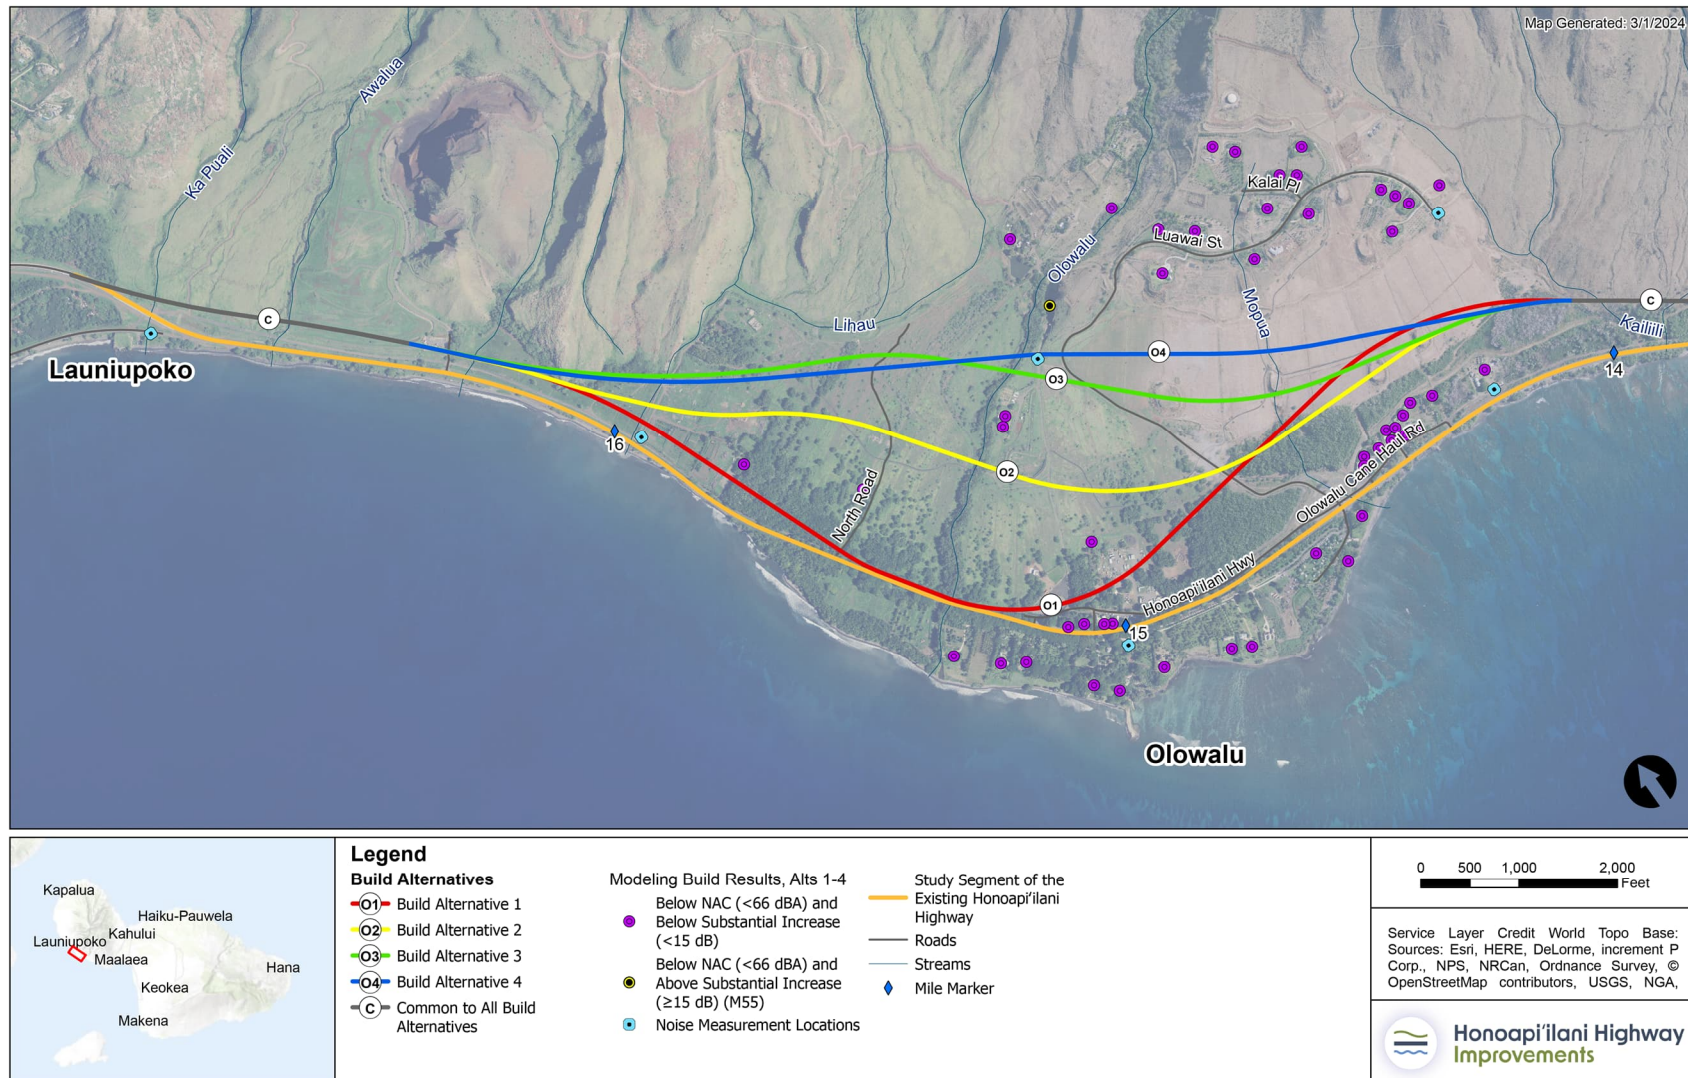 Map Generated: 3/1/2024
Awalua
Ka Puali
Kalai Pl
Luawai St
Olowalu
Mopua
Lihau
C
C
Kailiili
O4
O3
14
Launiupoko
16
O2
North Road
Olowalu Cane Haul Rd
Honoapiʻilani Hwy
O1
15
Olowalu
Kapalua
Haiku-Pauwela
Kahului
Launiupoko
Maalaea
Hana
Keokea
Makena
Legend
Build Alternatives
O1 Build Alternative 1
O2 Build Alternative 2
O3 Build Alternative 3
O4 Build Alternative 4
C Common to All Build
Alternatives
Modeling Build Results, Alts 1-4
Below NAC (<66 dBA) and
Below Substantial Increase
(<15 dB)
Below NAC (<66 dBA) and
Above Substantial Increase
(≥15 dB) (M55)
Noise Measurement Locations
Study Segment of the
Existing Honoapiʻilani
Highway
Roads
Streams
Mile Marker
0 500 1,000 2,000
Feet
Service Layer Credit World Topo Base:
Sources: Esri, HERE, DeLorme, increment P
Corp., NPS, NRCan, Ordnance Survey, ©
OpenStreetMap contributors, USGS, NGA,
Honoapiʻilani Highway
Improvements